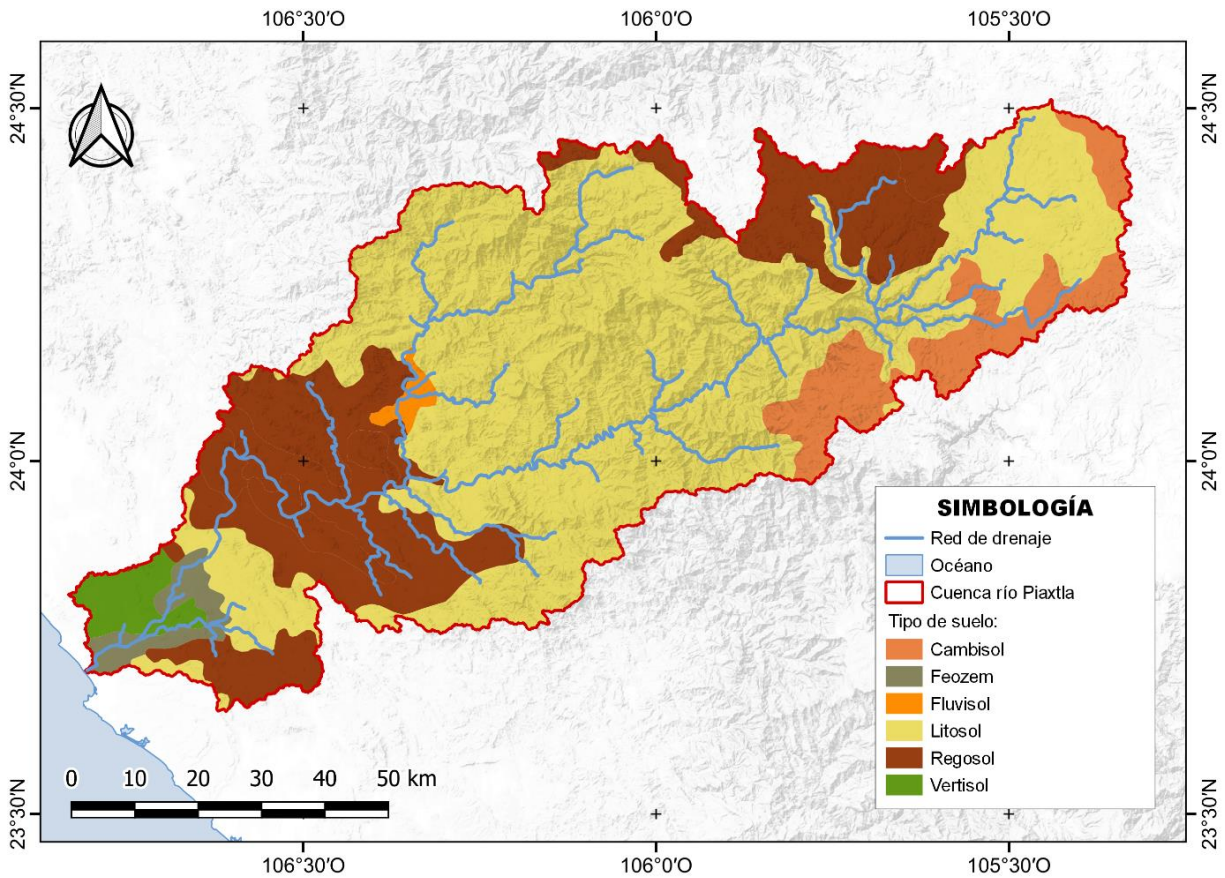 106°30'O 106°0'O 105°30'O
24°30'N 24°30'N
24°0'N 24°0'N
23°30'N 23°30'N
SIMBOLOGÍA
Red de drenaje
Océano
Cuenca río Piaxtla
Tipo de suelo:
Cambisol
Feozem
Fluvisol
Litosol
Regosol
Vertisol
0 10 20 30 40 50 km
106°30'O 106°0'O 105°30'O